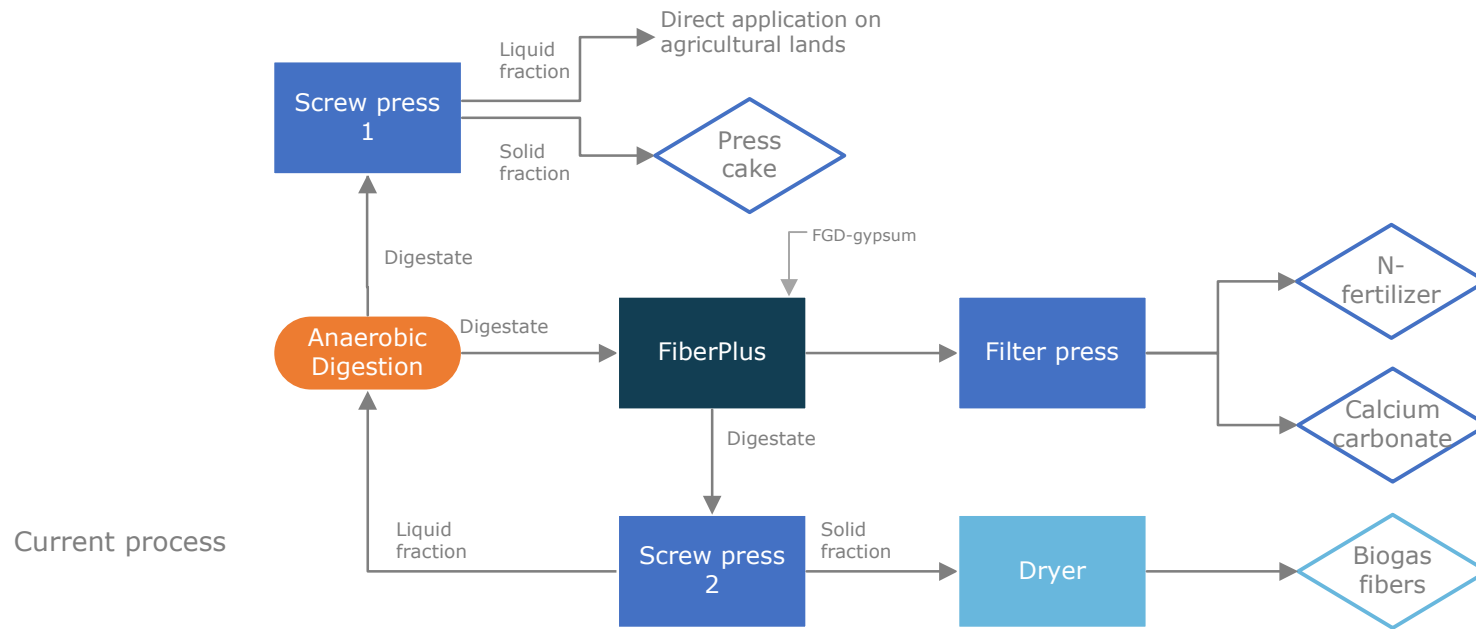 Direct application on
agricultural lands
Liquid
fraction
Screw press
1
Solid
fraction
Press
cake
FGD-gypsum
Digestate
N-
fertilizer
Anaerobic
Digestion
Digestate
FiberPlus
Filter press
Calcium
carbonate
Digestate
Current process
Liquid
fraction
Screw press
2
Solid
fraction
Dryer
Biogas
fibers